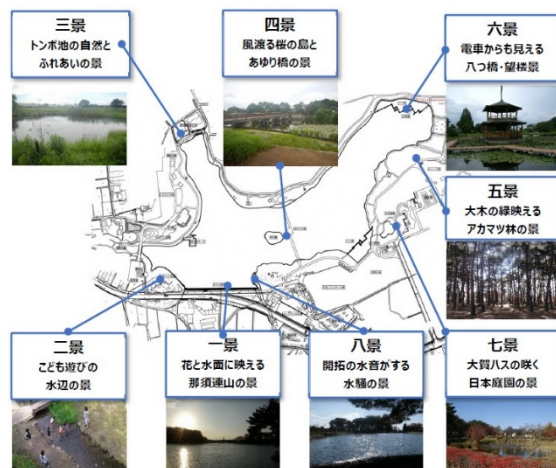 三景
トンボ池の自然と
ふれあいの景
四景
風渡る桜の島と
あゆり橋の景
六景
電車からも見える
八つ橋・望楼景
五景
大木の緑映える
アカマツ林の景
二景
こども遊びの
水辺の景
一景
花と水面に映える
那須連山の景
八景
開拓の水音がする
水騒の景
七景
大賀ハスの咲く
日本庭園の景